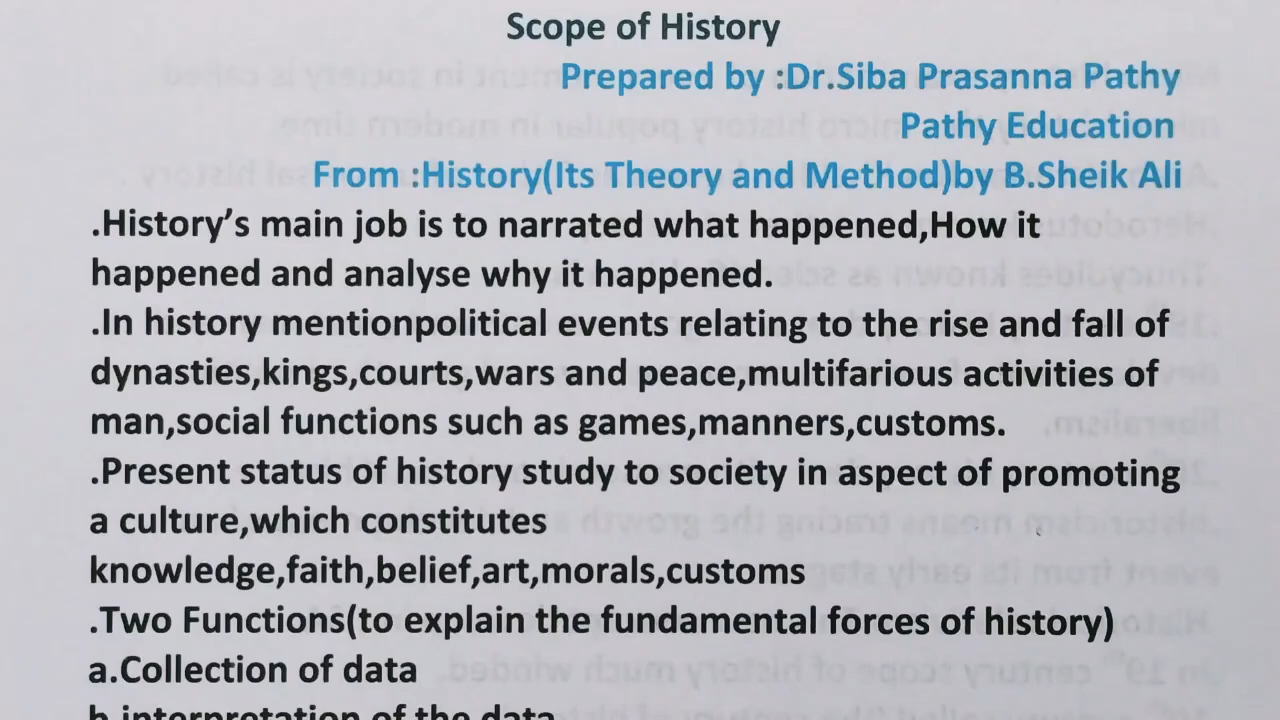 Scope of History
Prepared by :Dr.Siba Prasanna Pathy
Pathy Education
From :History(Its Theory and Method)by B.Sheik Ali
.History’s main job is to narrated what happened,How it
happened and analyse why it happened.
.In history mentionpolitical events relating to the rise and fall of
dynasties,kings,courts,wars and peace,multifarious activities of
man,social functions such as games,manners,customs.
.Present status of history study to society in aspect of promoting
a culture,which constitutes
knowledge,faith,belief,art,morals,customs
.Two Functions(to explain the fundamental forces of history)
a.Collection of data
b.interpretation of the data